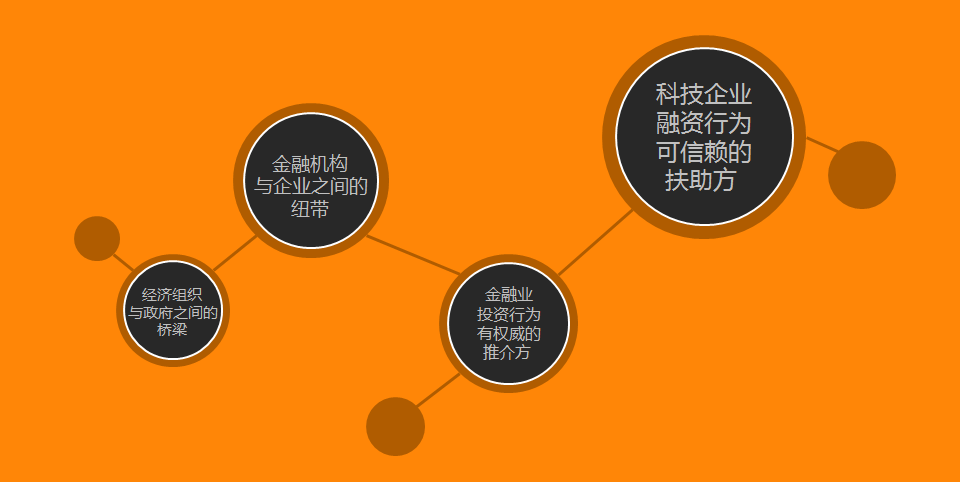 经济组织
与政府之间的
桥梁
金融机构
与企业之间的
纽带
金融业
投资行为
有权威的
推介方
科技企业
融资行为
可信赖的
扶助方